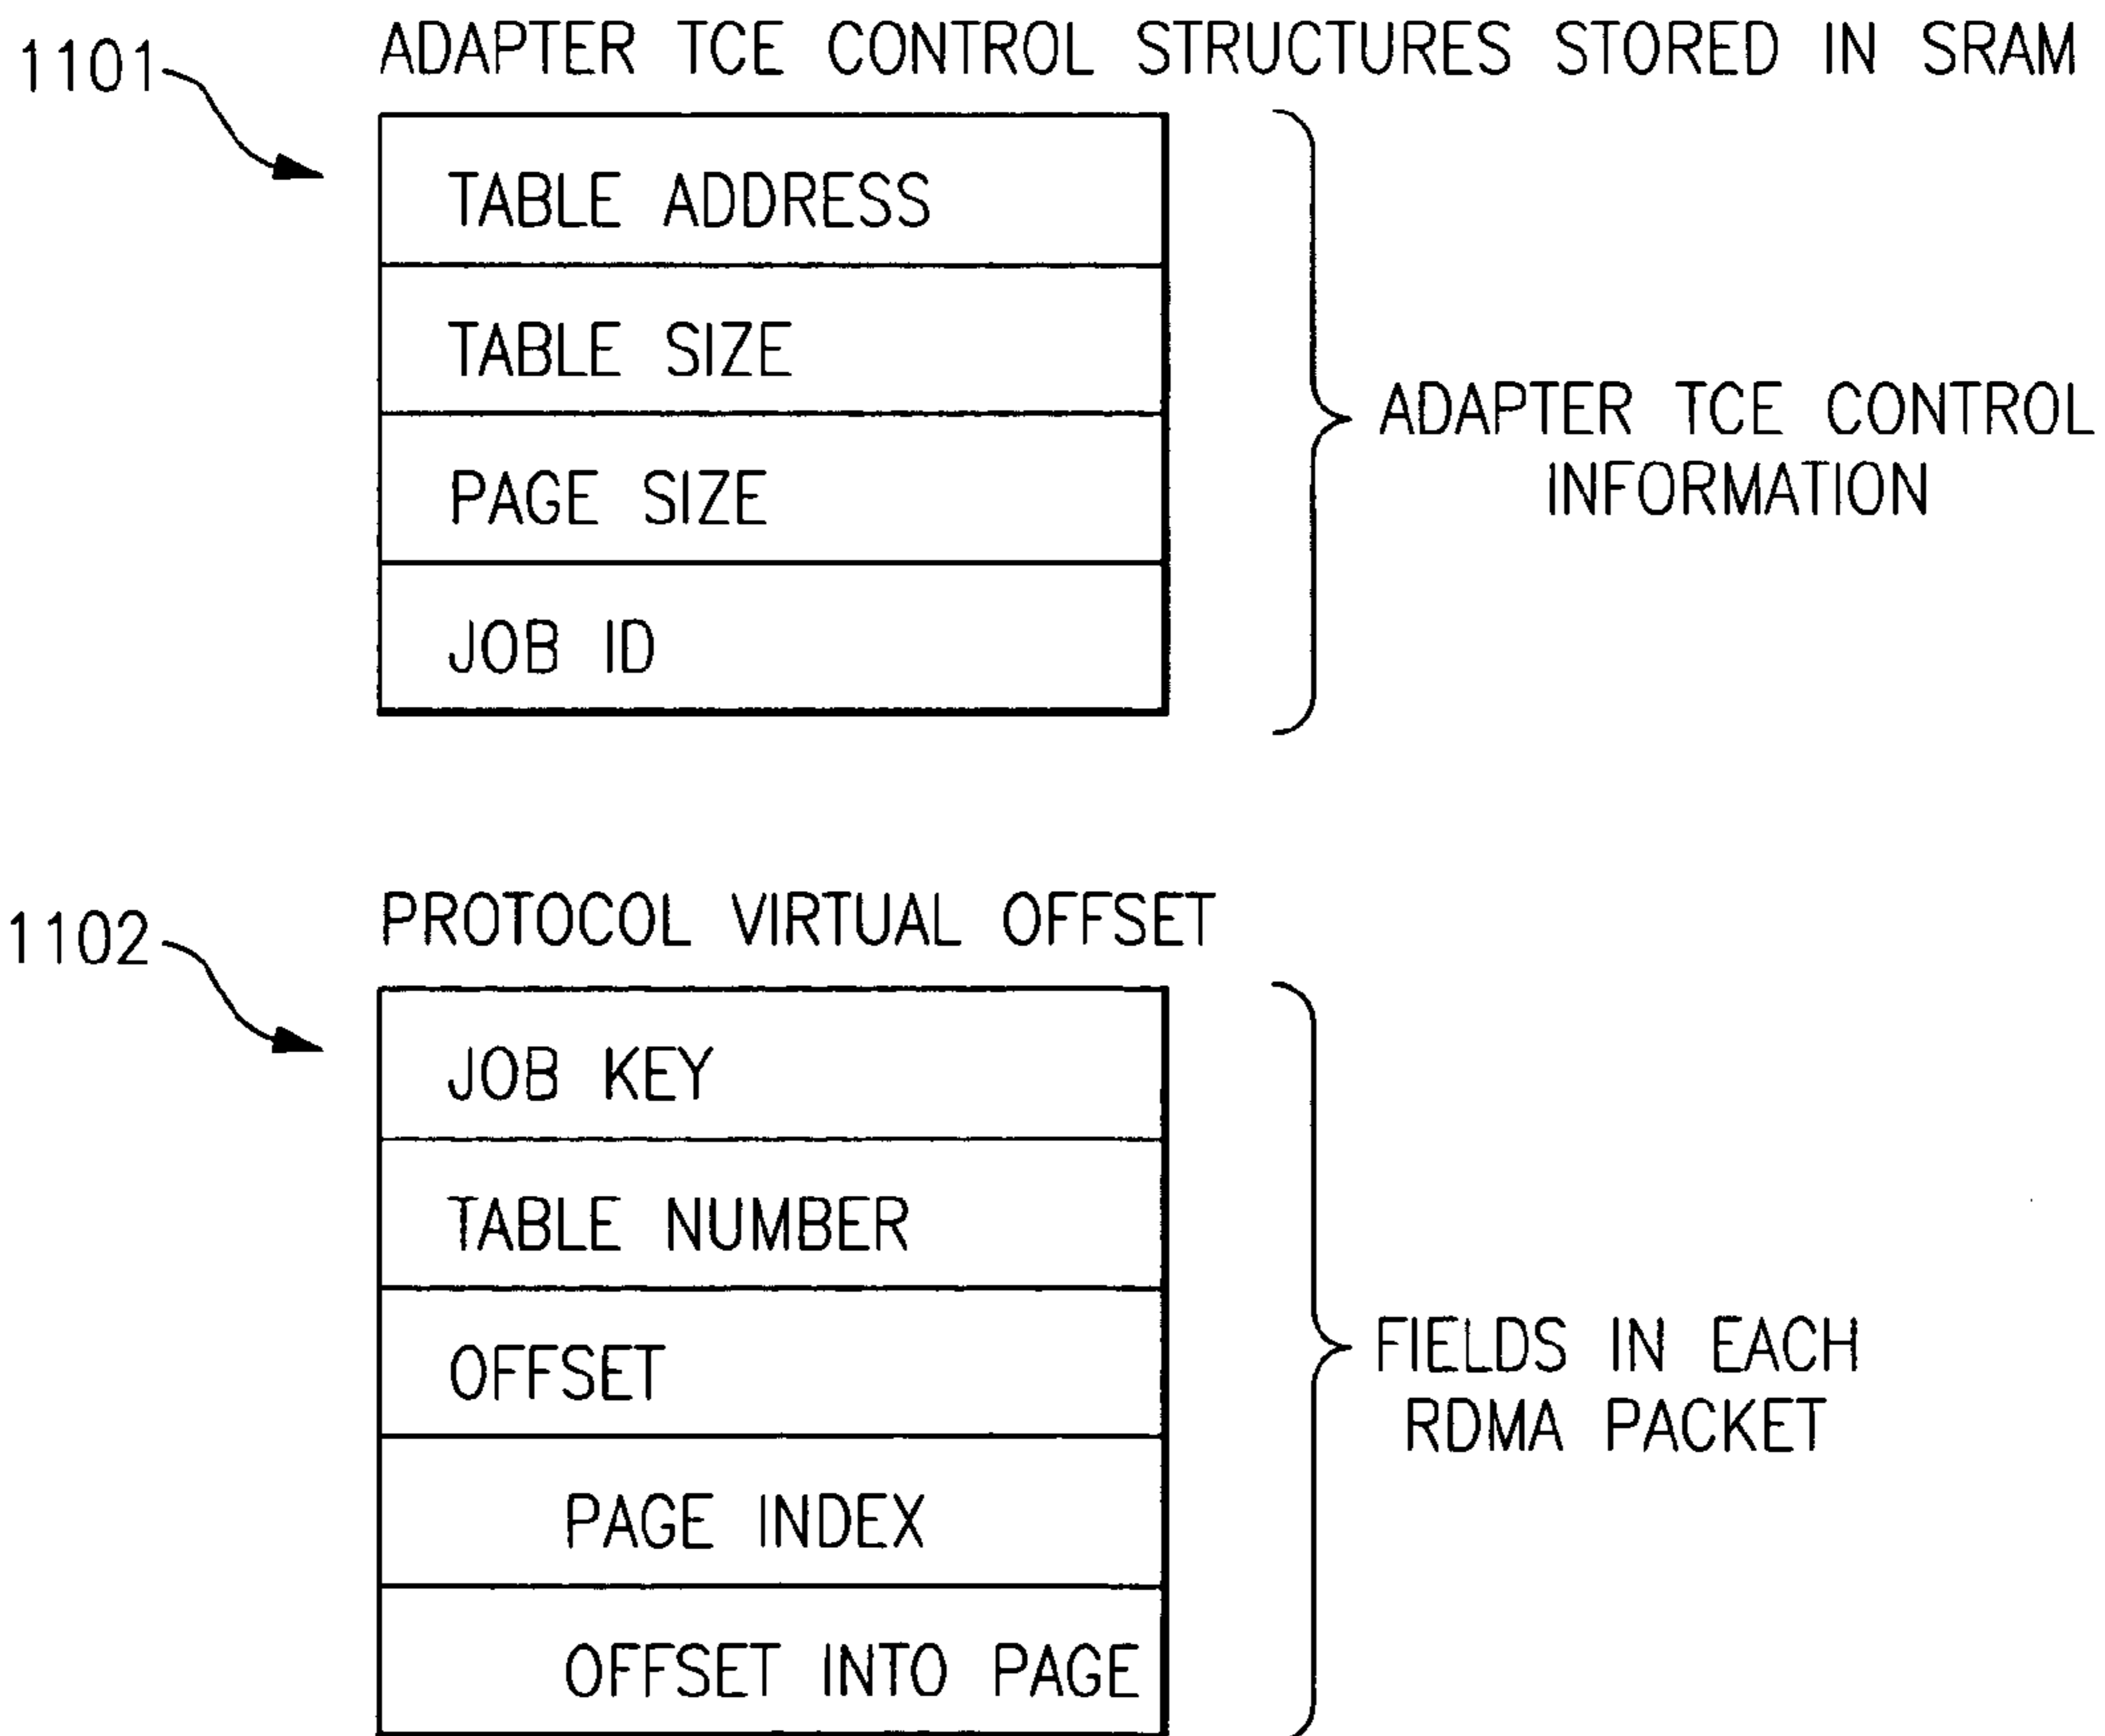 1101
ADAPTER TCE CONTROL STRUCTURES STORED IN SRAM
TABLE ADDRESS
TABLE SIZE
PAGE SIZE
JOB ID
ADAPTER TCE CONTROL
INFORMATION
1102
PROTOCOL VIRTUAL OFFSET
JOB KEY
TABLE NUMBER
OFFSET
PAGE INDEX
OFFSET INTO PAGE
FIELDS IN EACH
RDMA PACKET